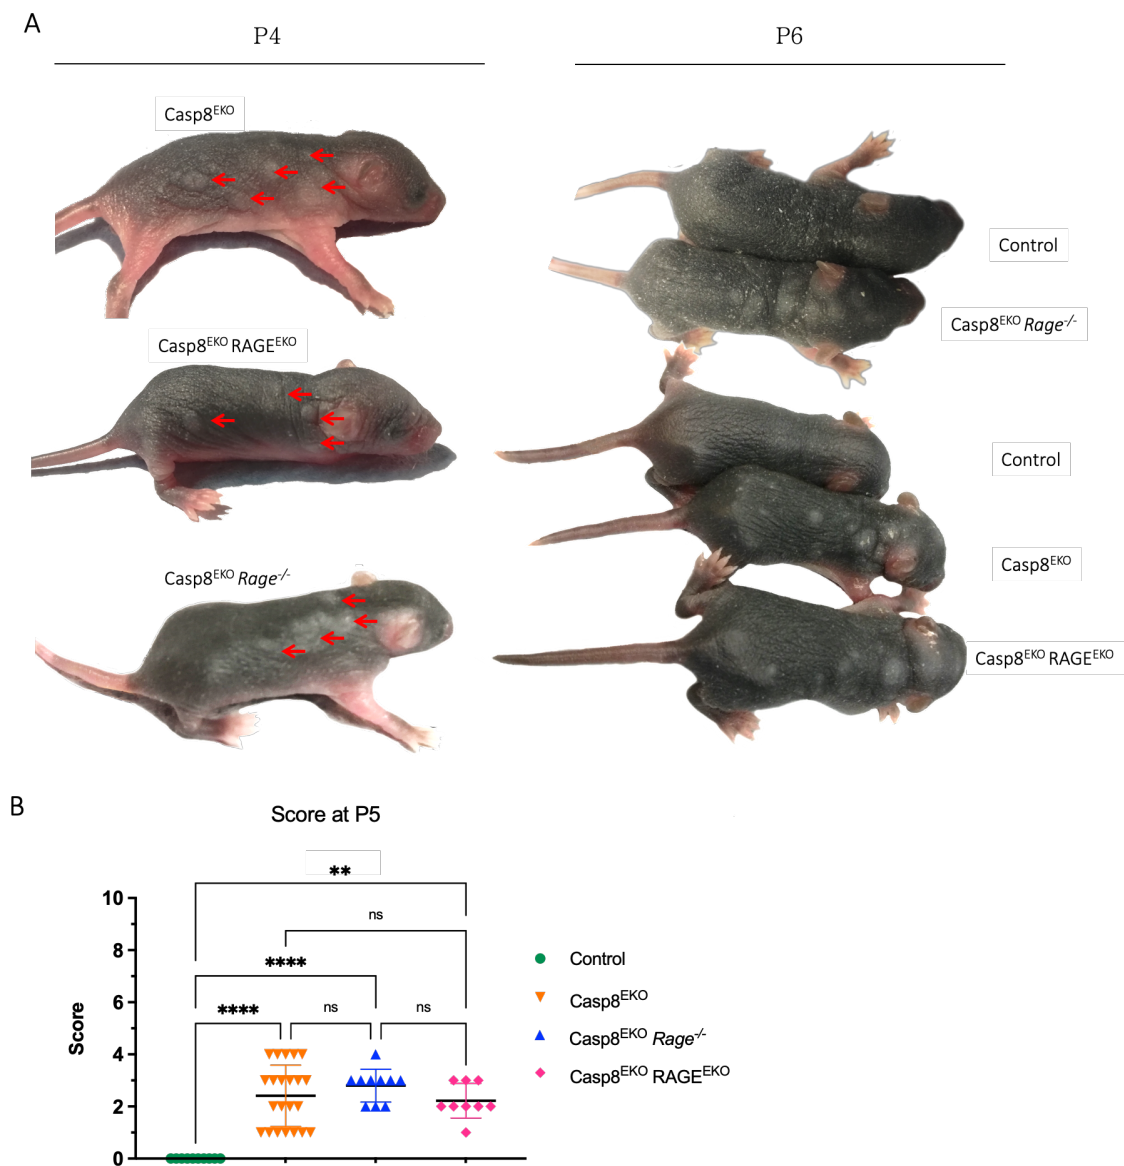 A
P4
P6
Casp8EKO
Control
Casp8EKO Rage-/-
Casp8EKO RAGEEKO
Control
Casp8EKO
Casp8EKO Rage-/-
Casp8EKO RAGEEKO
B
Score at P5
**
ns
****
****
ns
ns
Score
10
8
6
4
2
0
Control
Casp8EKO
Casp8EKO Rage-/-
Casp8EKO RAGEEKO